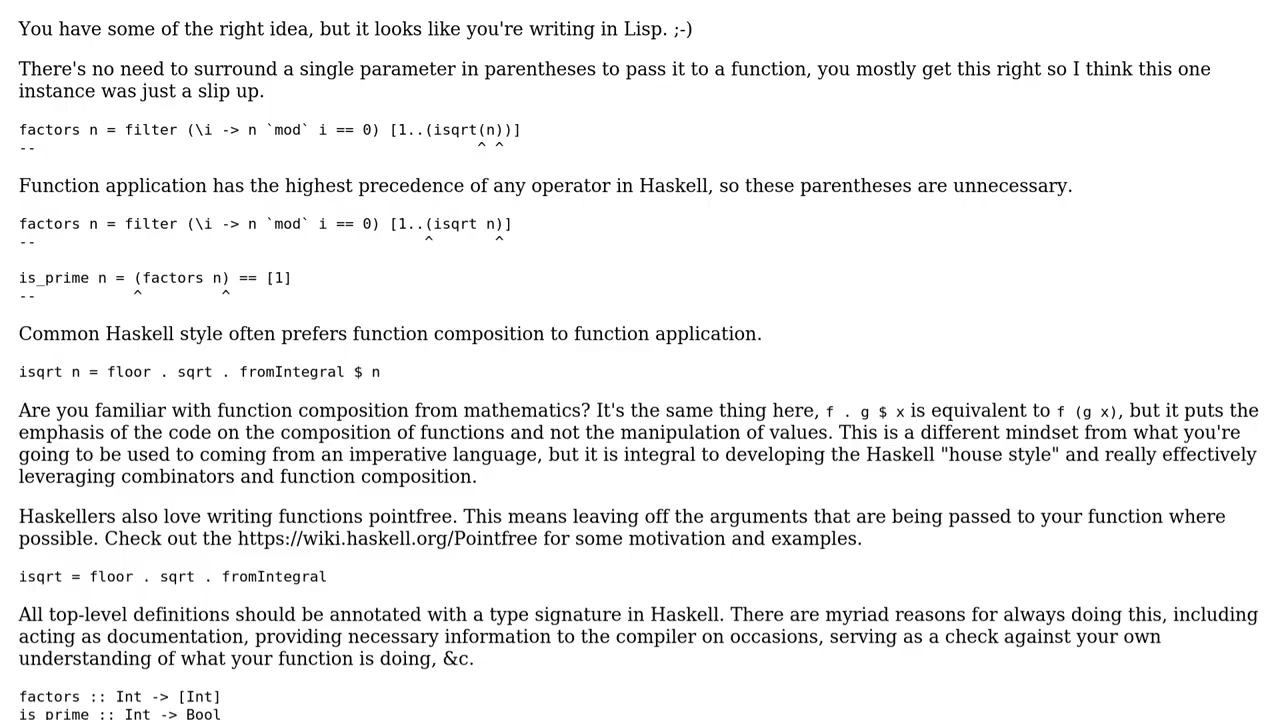 You have some of the right idea, but it looks like you're writing in Lisp. ;-)
There's no need to surround a single parameter in parentheses to pass it to a function, you mostly get this right so I think this one
instance was just a slip up.
factors n = filter (\i -> n `mod` i == 0) [1..(isqrt(n))]
--                                                  ^ ^
Function application has the highest precedence of any operator in Haskell, so these parentheses are unnecessary.
factors n = filter (\i -> n `mod` i == 0) [1..(isqrt n)]
--                                            ^       ^
is_prime n = (factors n) == [1]
--           ^         ^
Common Haskell style often prefers function composition to function application.
isqrt n = floor . sqrt . fromIntegral $ n
Are you familiar with function composition from mathematics? It's the same thing here, f . g $ x is equivalent to f (g x), but it puts the
emphasis of the code on the composition of functions and not the manipulation of values. This is a different mindset from what you're
going to be used to coming from an imperative language, but it is integral to developing the Haskell "house style" and really effectively
leveraging combinators and function composition.
Haskellers also love writing functions pointfree. This means leaving off the arguments that are being passed to your function where
possible. Check out the https://wiki.haskell.org/Pointfree for some motivation and examples.
isqrt = floor . sqrt . fromIntegral
All top-level definitions should be annotated with a type signature in Haskell. There are myriad reasons for always doing this, including
acting as documentation, providing necessary information to the compiler on occasions, serving as a check against your own
understanding of what your function is doing, &c.
factors :: Int -> [Int]
is_prime :: Int -> Bool